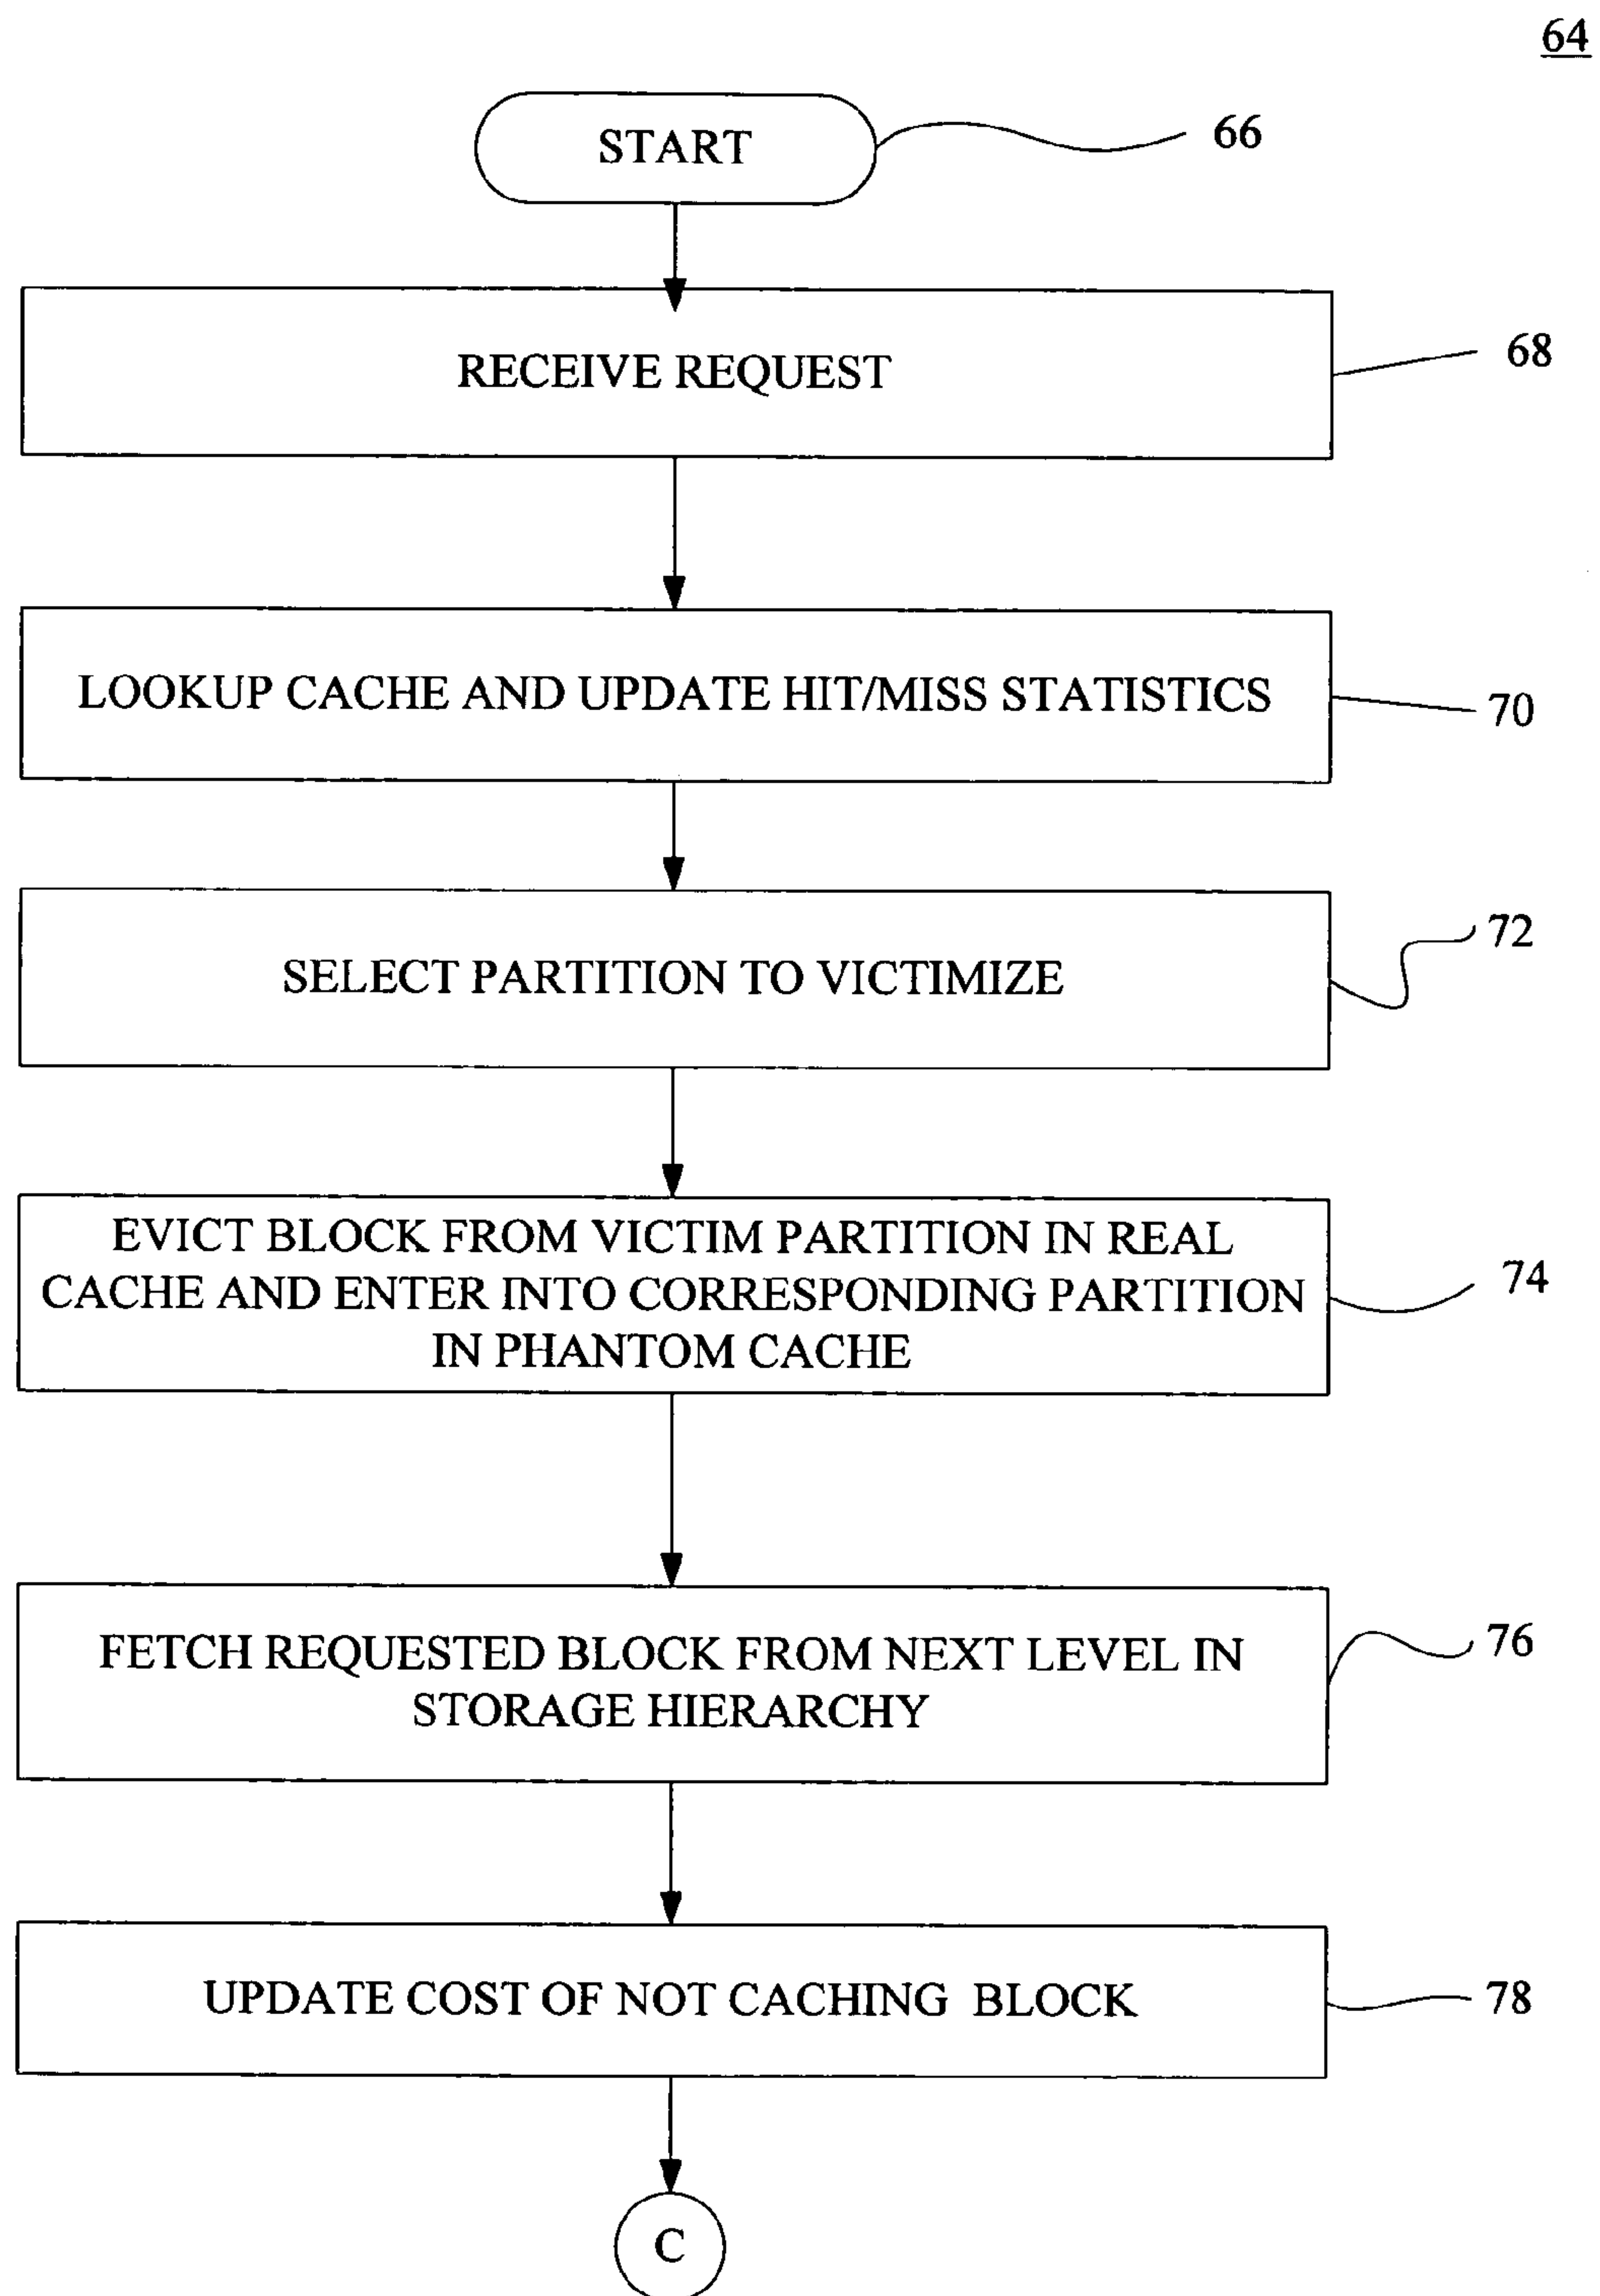 64
START
66
RECEIVE REQUEST
68
LOOKUP CACHE AND UPDATE HIT/MISS STATISTICS
70
SELECT PARTITION TO VICTIMIZE
72
EVICT BLOCK FROM VICTIM PARTITION IN REAL
CACHE AND ENTER INTO CORRESPONDING PARTITION
IN PHANTOM CACHE
74
FETCH REQUESTED BLOCK FROM NEXT LEVEL IN
STORAGE HIERARCHY
76
UPDATE COST OF NOT CACHING BLOCK
78
C